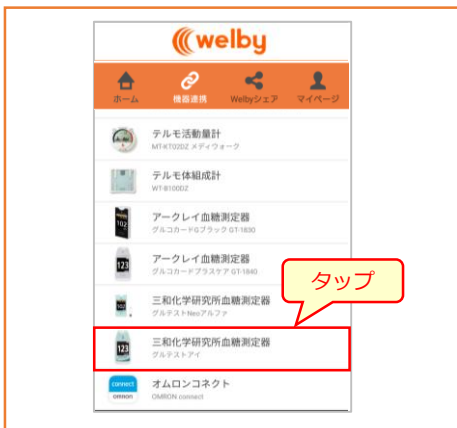 welby
ホーム 機器連携 Welbyシェア マイページ
テルモ活動量計
MT-KT02DZ メディウォーク
テルモ体組成計
WT-B100DZ
102
アークレイ血糖測定器
グルコカードGブラック GT-1830
123
アークレイ血糖測定器
グルコカードプラスケア GT-1840
タップ
三和化学研究所血糖測定器
グルテストNeoアルファ
123
三和化学研究所血糖測定器
グルテストアイ
connect
OMRON
オムロンコネクト
OMRON connect